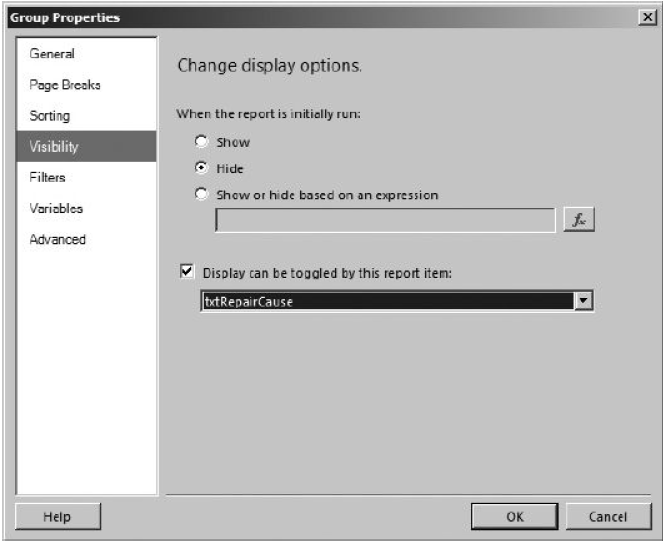 Group Properties
General
Page Breaks
Sorting
Visibility
Filters
Variables
Advanced
Change display options.
When the report is initially run:
Show
Hide
Show or hide based on an expression
fx
Display can be toggled by this report item:
txtRepairCause
Help
OK
Cancel